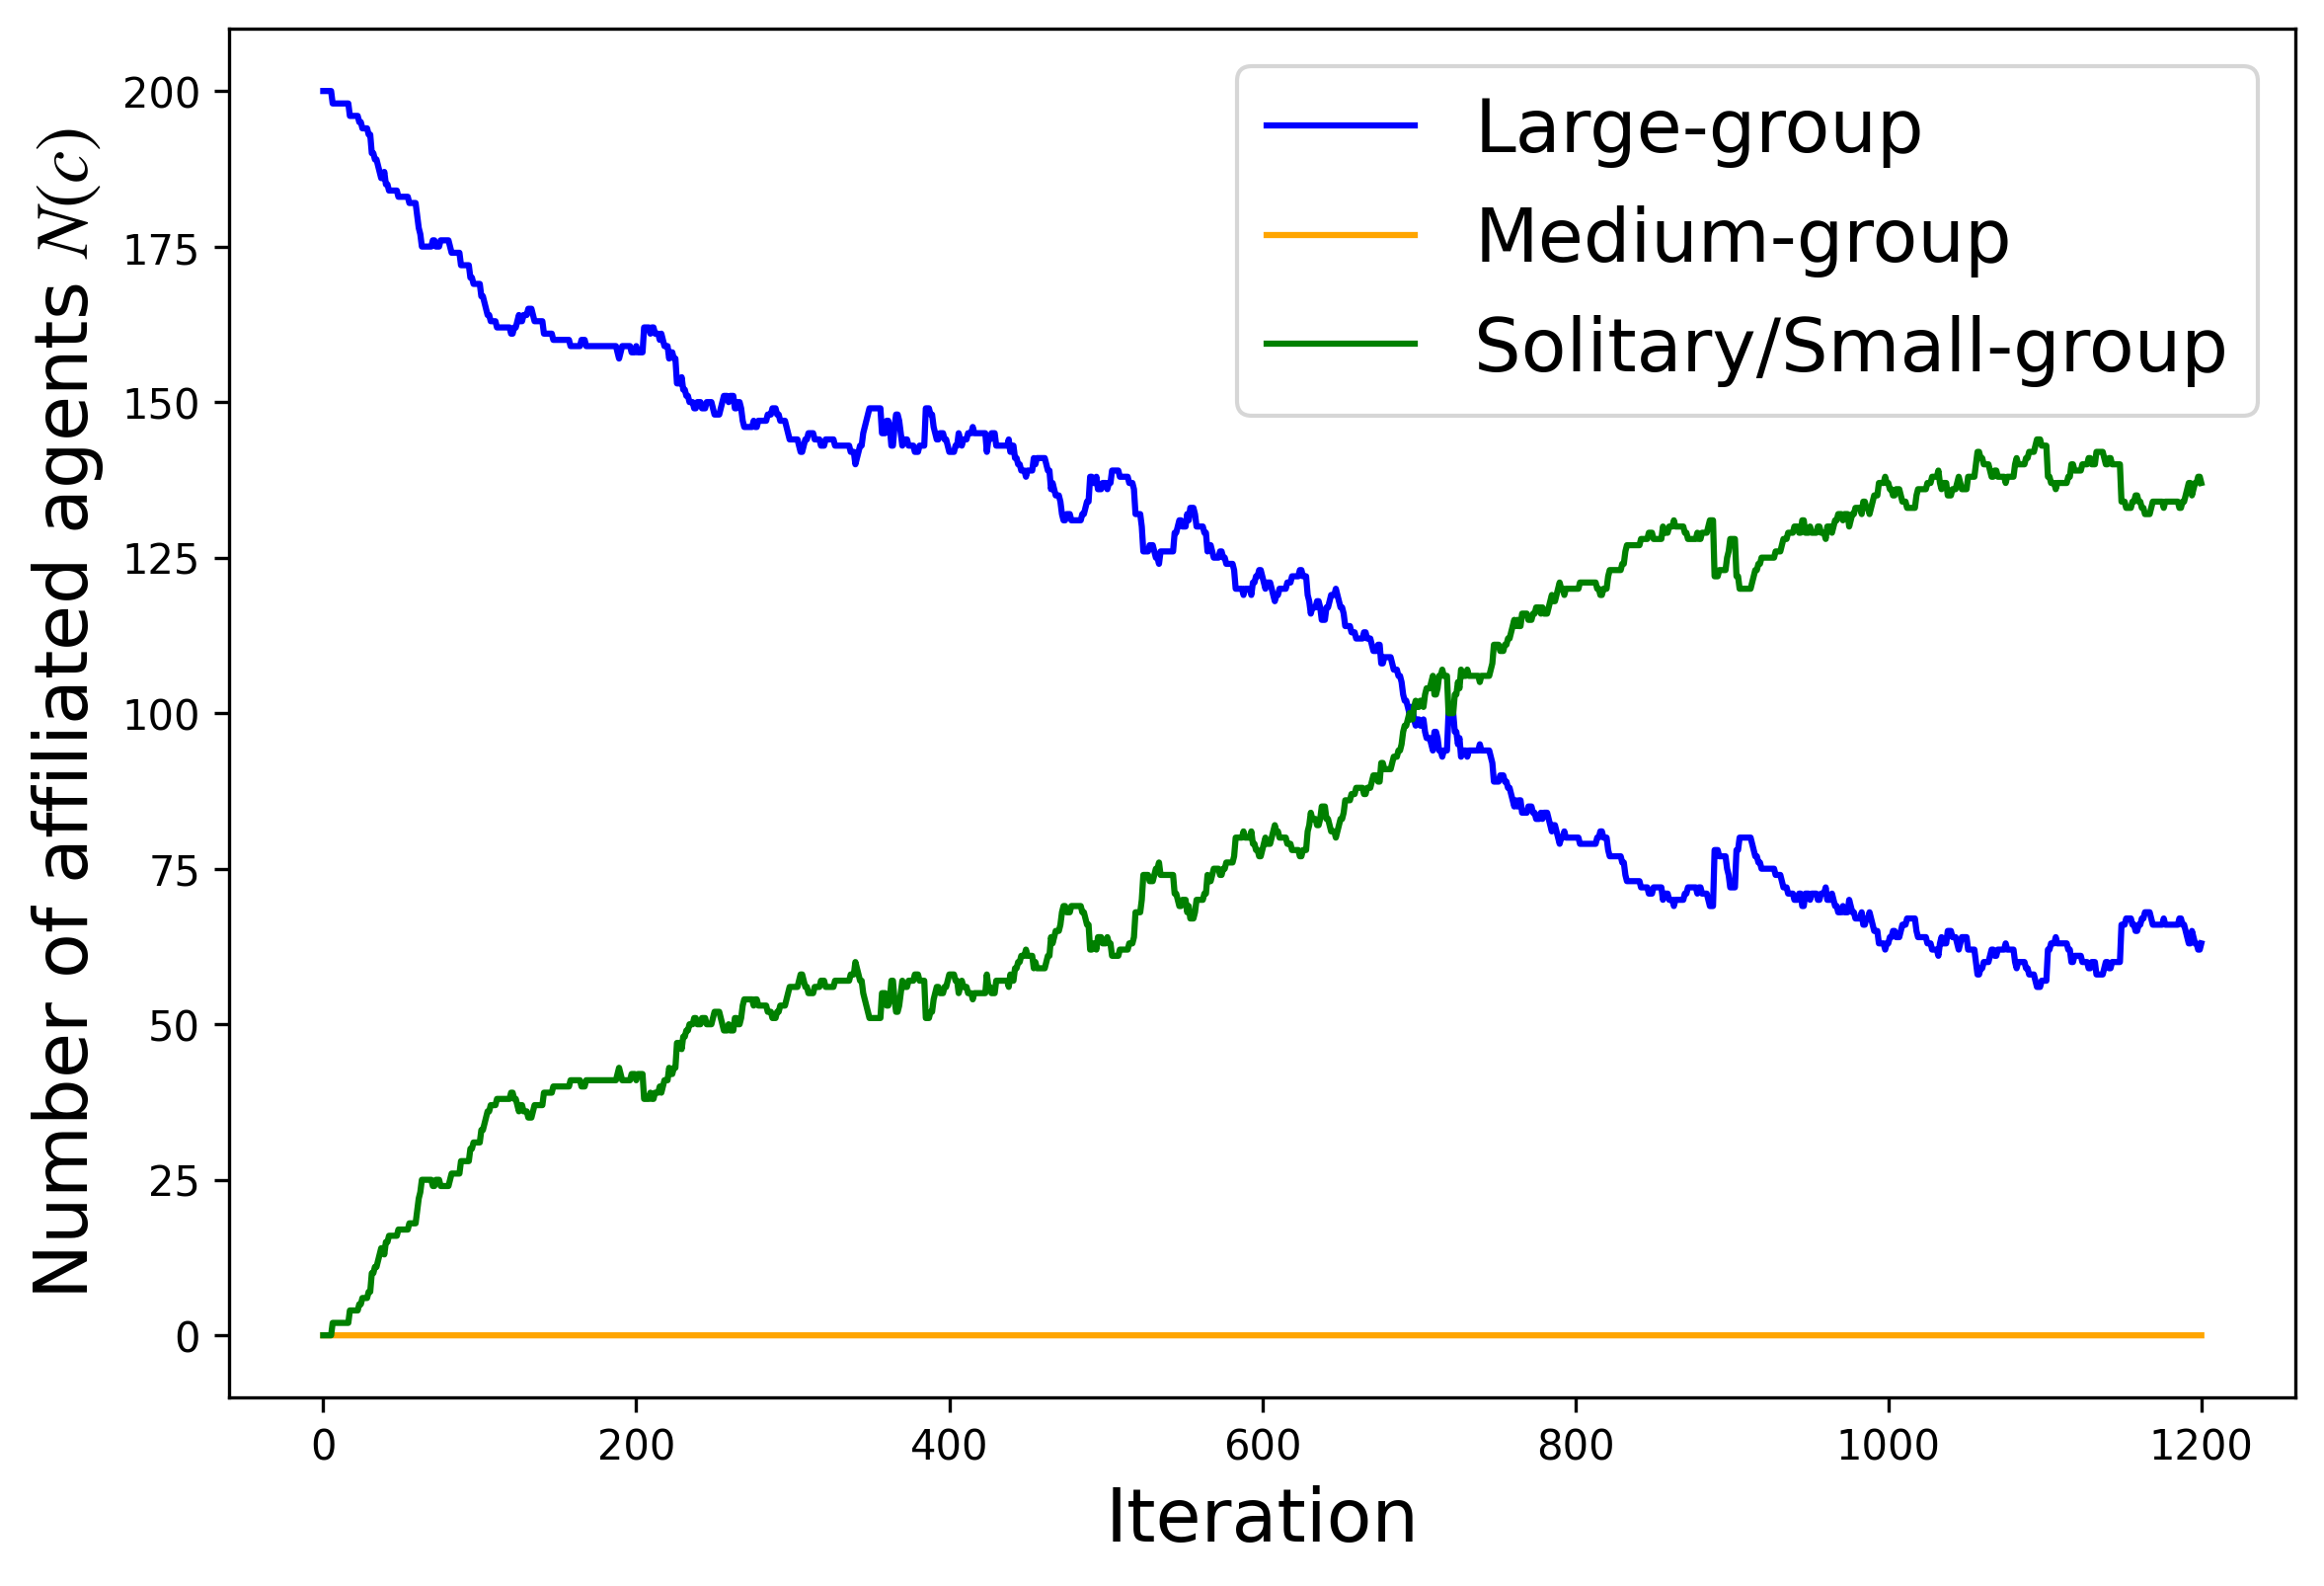 Number of affiliated agents N(c)
200
175
150
125
100
75
50
25
0
Large-group
Medium-group
Solitary/Small-group
0 200 400 600 800 1000 1200
Iteration